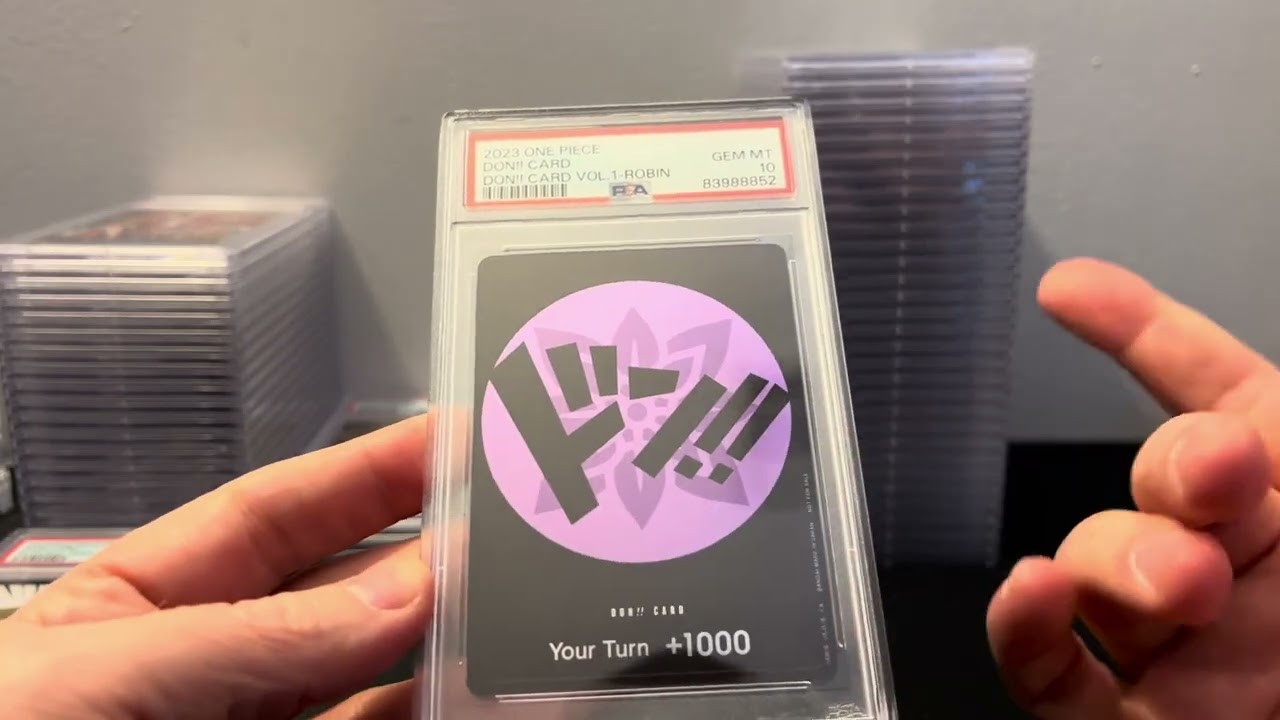 2023 ONE PIECE
DON!! CARD
DON!! CARD VOL.1-ROBIN
GEM MT
10
83998852
PSA
ドン!!
DON!! CARD
Your Turn +1000